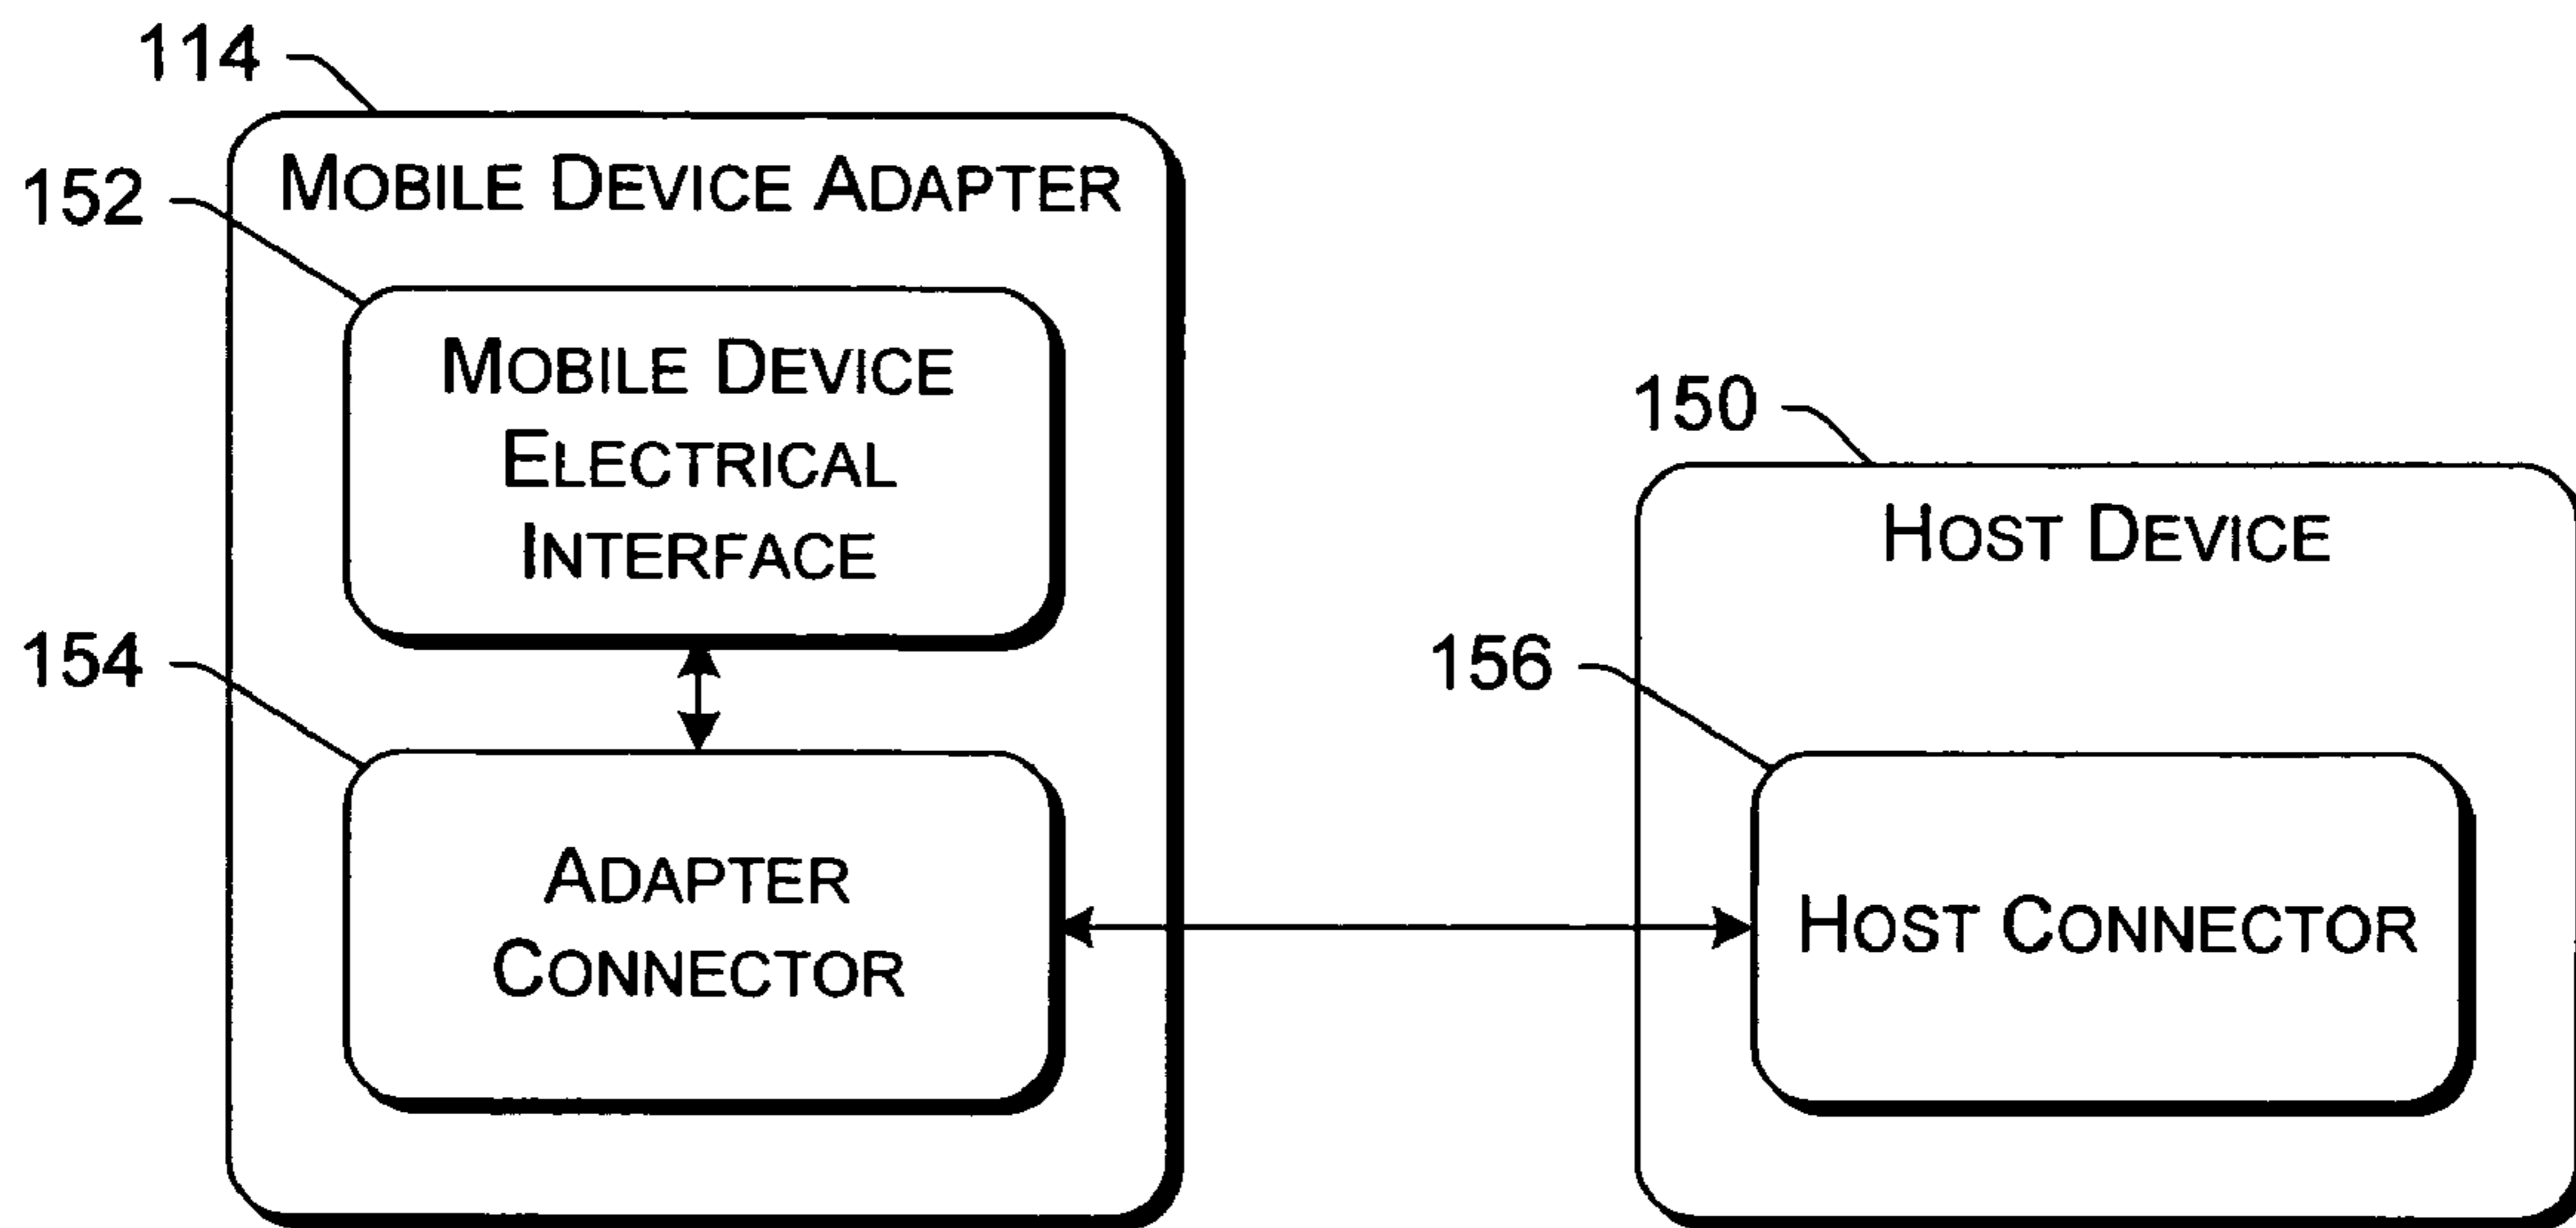 114
MOBILE DEVICE ADAPTER
152
MOBILE DEVICE
ELECTRICAL
INTERFACE
154
ADAPTER
CONNECTOR
150
HOST DEVICE
156
HOST CONNECTOR